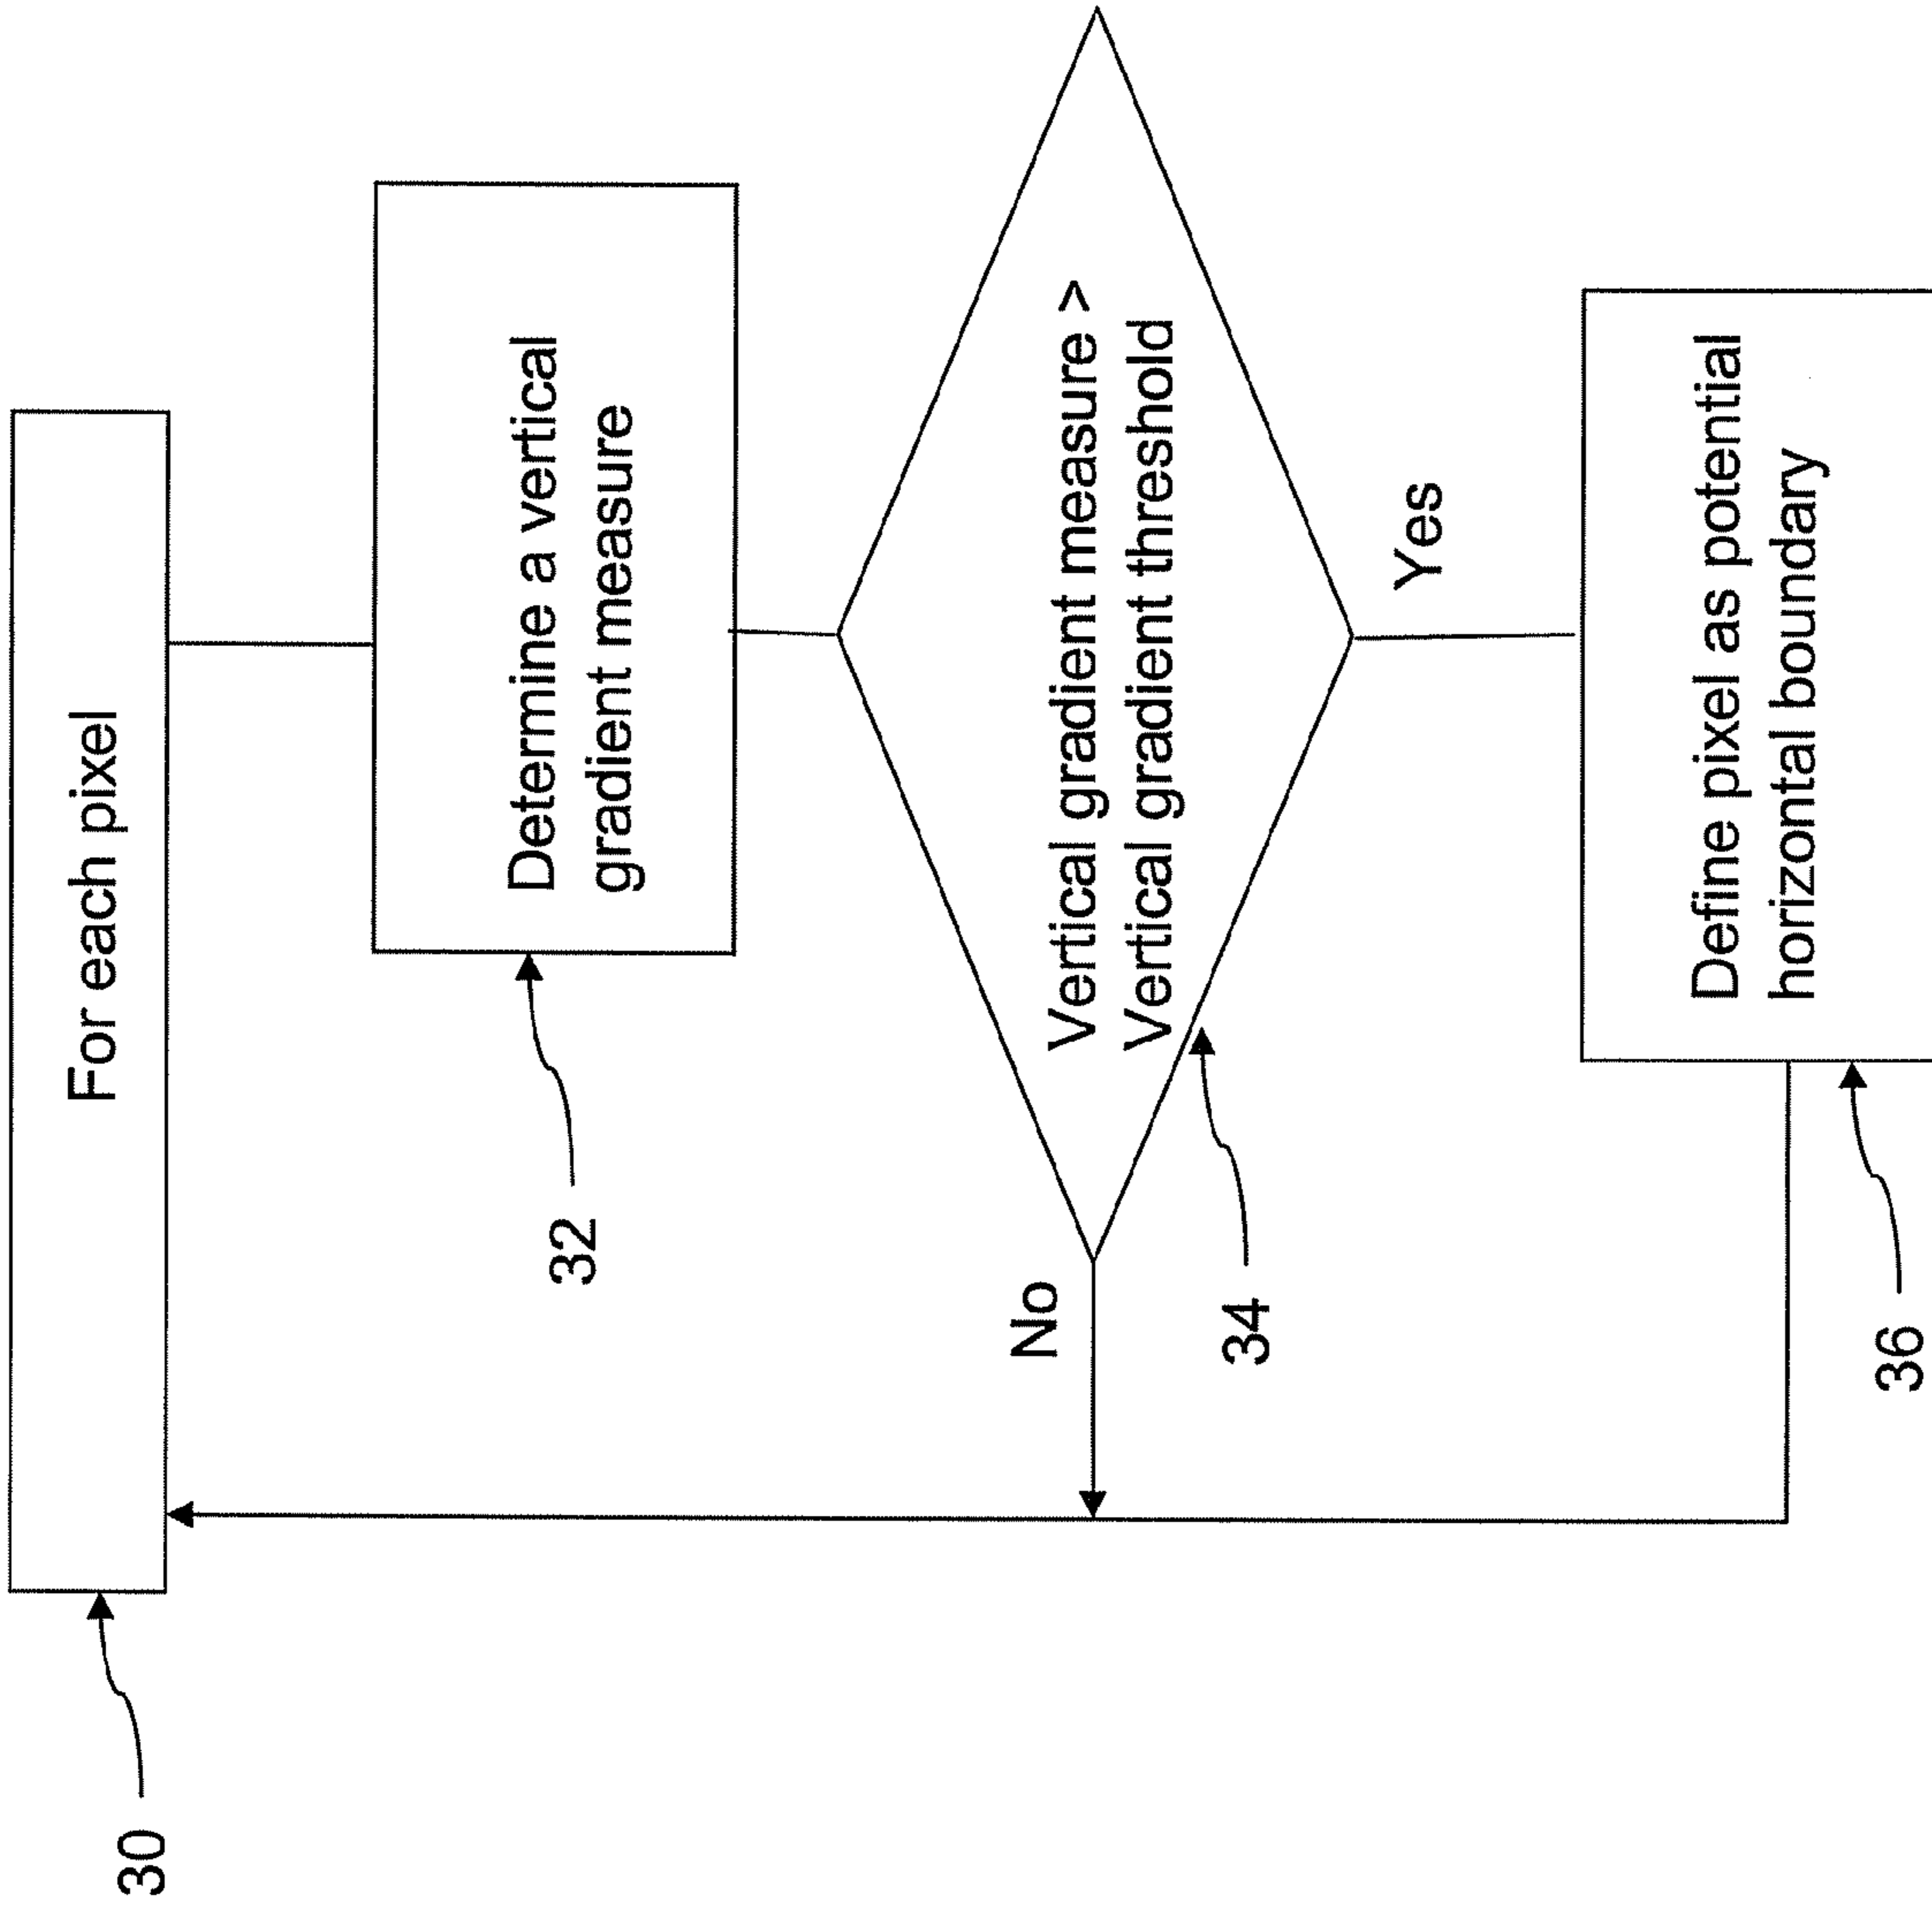 For each pixel
30
Determine a vertical
gradient measure
32
Vertical gradient measure >
Vertical gradient threshold
No
34
Yes
Define pixel as potential
horizontal boundary
36